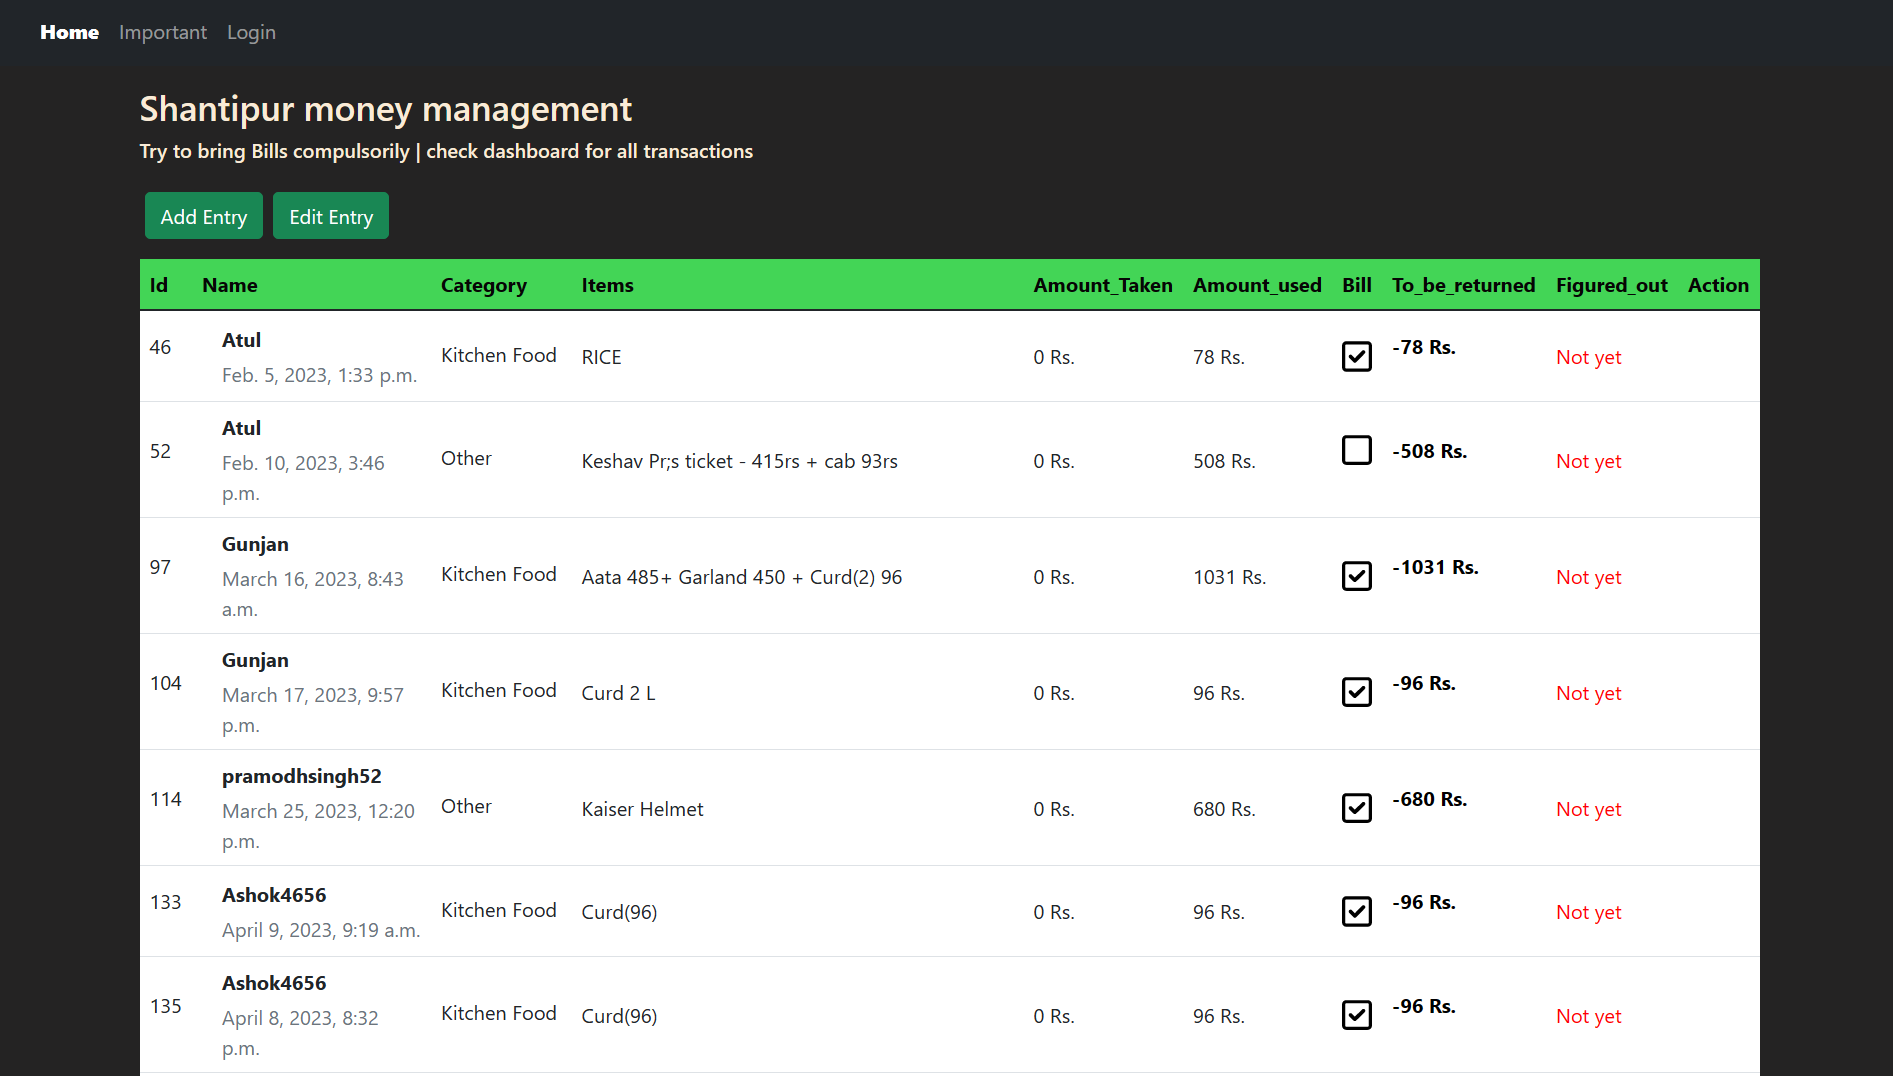 Home Important Login
Shantipur money management
Try to bring Bills compulsorily | check dashboard for all transactions
Add Entry Edit Entry
Id Name Category Items Amount_Taken Amount_used Bill To_be_returned Figured_out Action
46 Atul Kitchen Food RICE 0 Rs. 78 Rs. -78 Rs. Not yet
Feb. 5, 2023, 1:33 p.m.
52 Atul Other Keshav Pr;s ticket - 415rs + cab 93rs 0 Rs. 508 Rs. -508 Rs. Not yet
Feb. 10, 2023, 3:46
p.m.
97 Gunjan Kitchen Food Aata 485+ Garland 450 + Curd(2) 96 0 Rs. 1031 Rs. -1031 Rs. Not yet
March 16, 2023, 8:43
a.m.
104 Gunjan Kitchen Food Curd 2 L 0 Rs. 96 Rs. -96 Rs. Not yet
March 17, 2023, 9:57
p.m.
114 pramodhsingh52 Other Kaiser Helmet 0 Rs. 680 Rs. -680 Rs. Not yet
March 25, 2023, 12:20
p.m.
133 Ashok4656 Kitchen Food Curd(96) 0 Rs. 96 Rs. -96 Rs. Not yet
April 9, 2023, 9:19 a.m.
135 Ashok4656 Kitchen Food Curd(96) 0 Rs. 96 Rs. -96 Rs. Not yet
April 8, 2023, 8:32
p.m.